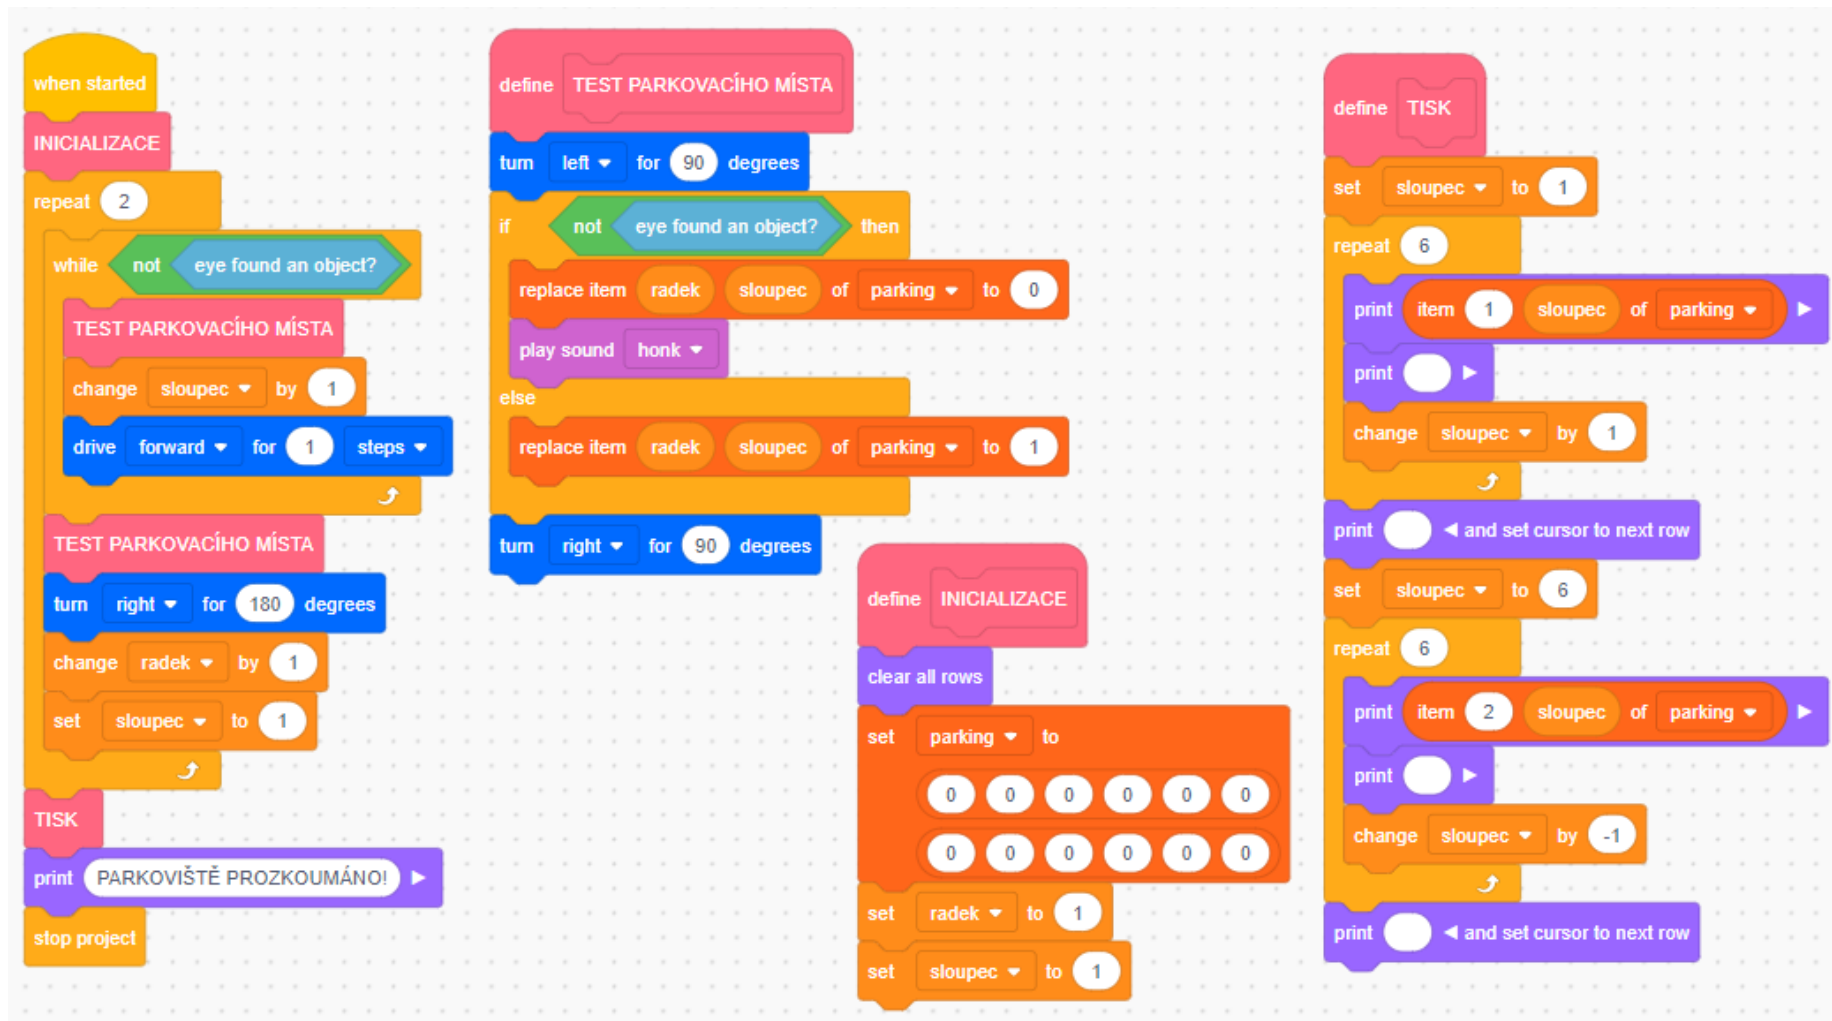 when started
INICIALIZACE
repeat 2
while not eye found an object?
TEST PARKOVACÍHO MÍSTA
change sloupec by 1
drive forward for 1 steps
TEST PARKOVACÍHO MÍSTA
turn right for 180 degrees
change radek by 1
set sloupec to 1
TISK
print PARKOVIŠTĚ PROZKOUMÁNO!
stop project
define TEST PARKOVACÍHO MÍSTA
turn left for 90 degrees
if not eye found an object? then
replace item radek sloupec of parking to 0
play sound honk
else
replace item radek sloupec of parking to 1
turn right for 90 degrees
define INICIALIZACE
clear all rows
set parking to
0 0 0 0 0 0
0 0 0 0 0 0
set radek to 1
set sloupec to 1
define TISK
set sloupec to 1
repeat 6
print item 1 sloupec of parking
print
change sloupec by 1
print and set cursor to next row
set sloupec to 6
repeat 6
print item 2 sloupec of parking
print
change sloupec by -1
print and set cursor to next row